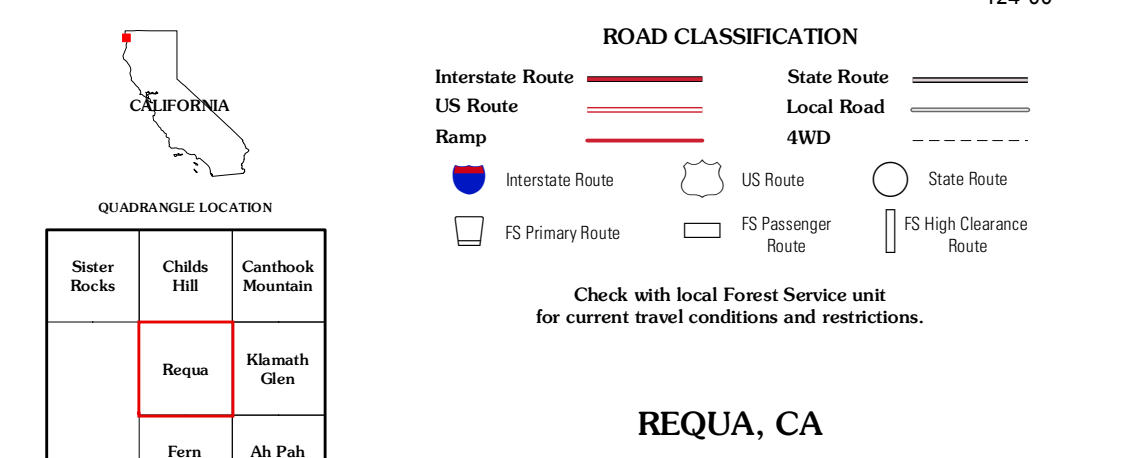 ROAD CLASSIFICATION
Interstate Route
State Route
US Route
Local Road
Ramp
4WD
Interstate Route
US Route
State Route
FS Primary Route
FS Passenger
Route
FS High Clearance
Route
Check with local Forest Service unit
for current travel conditions and restrictions.
REQUA, CA
CALIFORNIA
QUADRANGLE LOCATION
Sister
Rocks
Childs
Hill
Canthook
Mountain
Requa
Klamath
Glen
Fern
Ah Pah